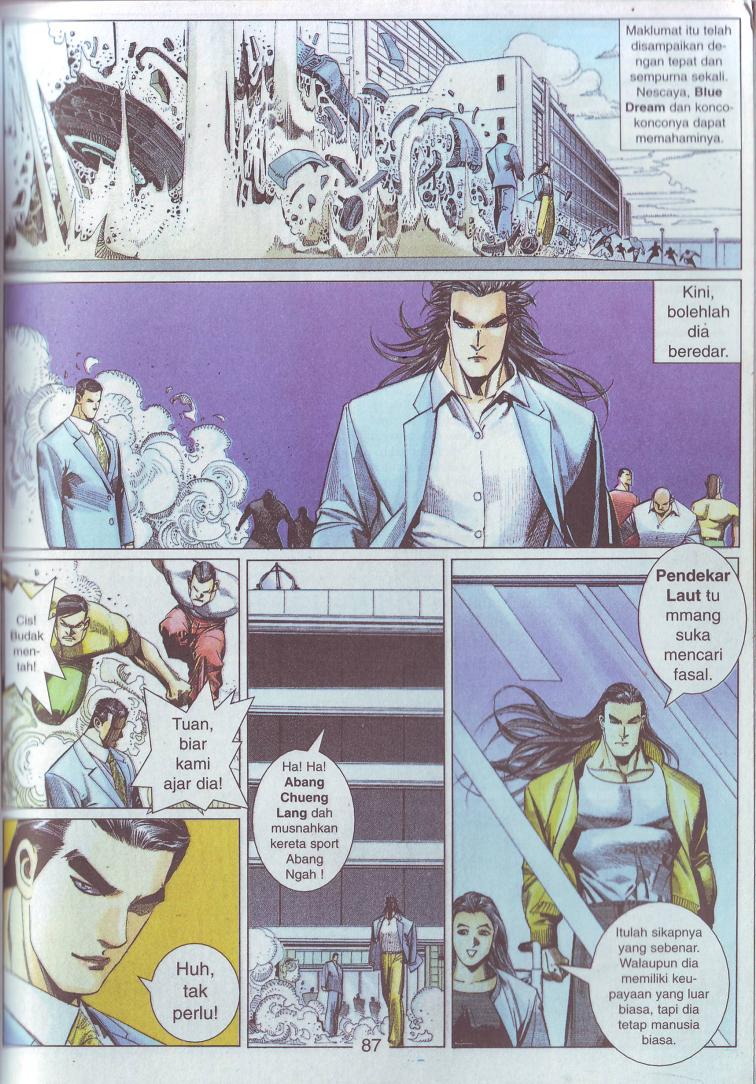 Maklumat itu telah
disampaikan de-
ngan tepat dan
sempurna sekali.
Nescaya, Blue
Dream dan konco-
konconya dapat
memahaminya.
Kini,
bolehlah
dia
beredar.
Cis!
Budak
men-
tah!
Tuan,
biar
kami
ajar dia!
Huh,
tak
perlu!
Ha! Ha!
Abang
Chueng
Lang dah
musnahkan
kereta sport
Abang
Ngah !
Pendekar
Laut tu
mmang
suka
mencari
fasal.
Itulah sikapnya
yang sebenar.
Walaupun dia
memiliki keu-
payaan yang luar
biasa, tapi dia
tetap manusia
biasa.
87